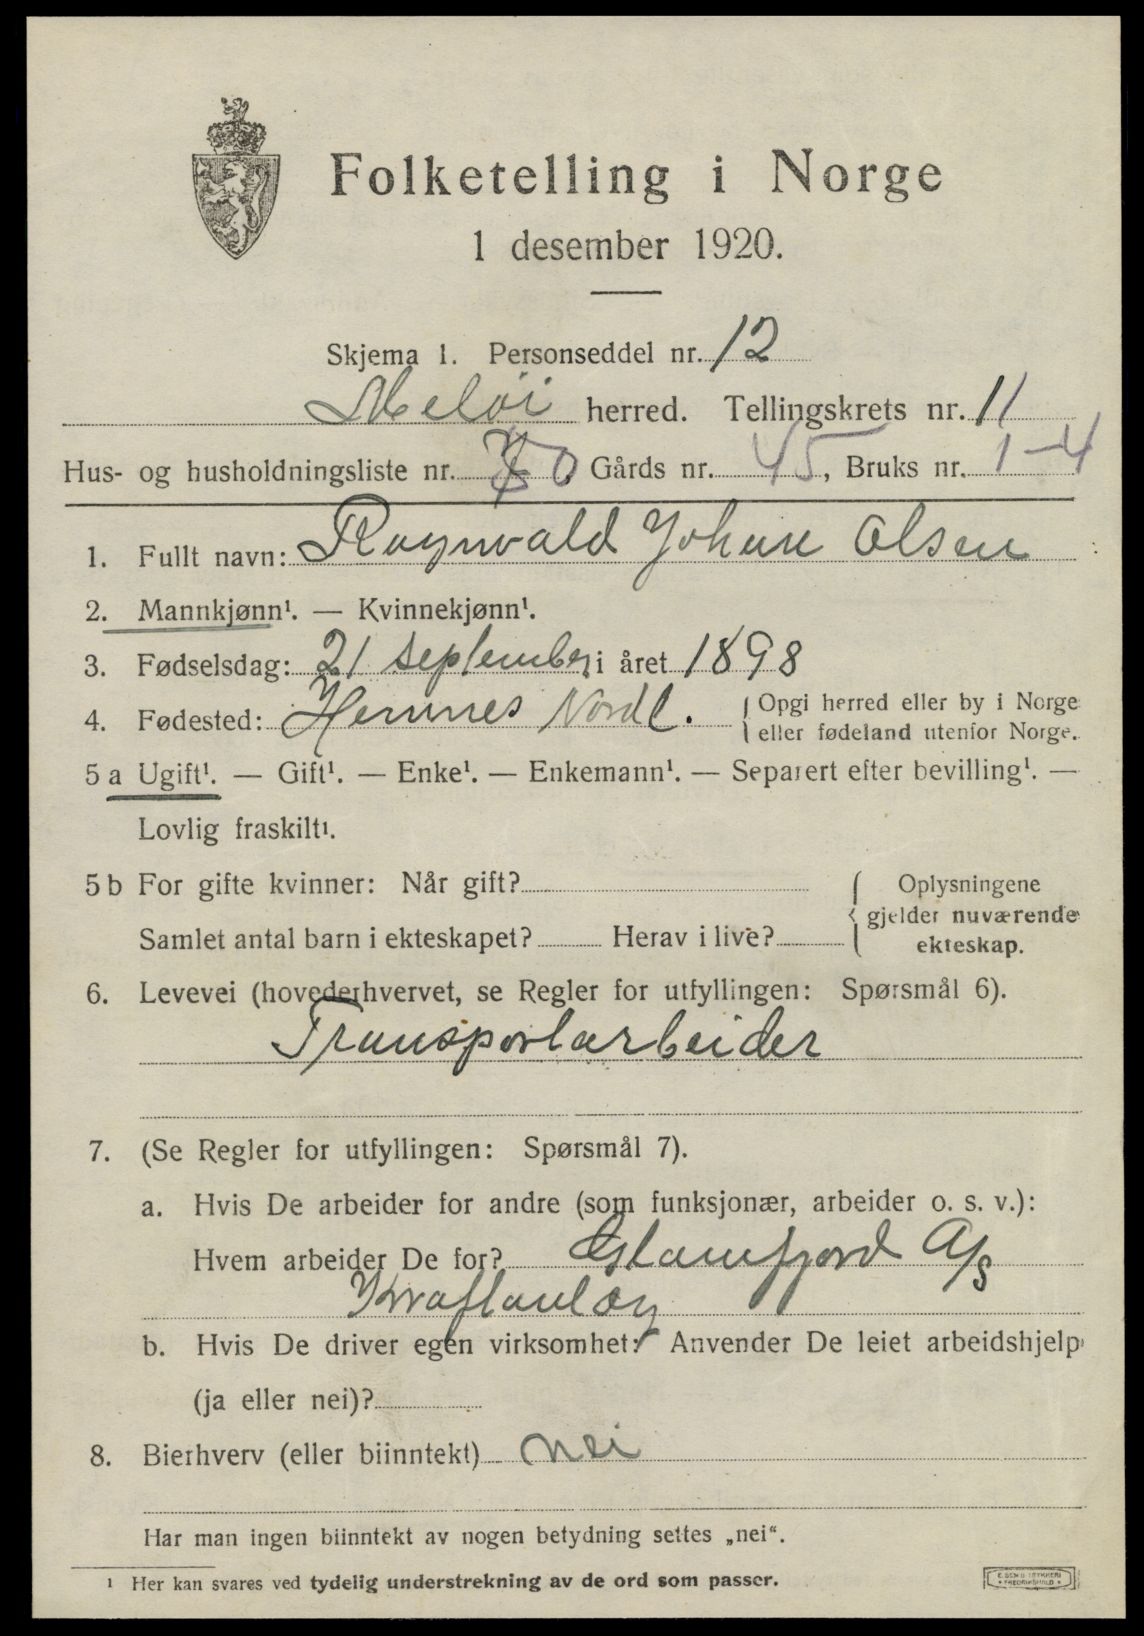 Folketelling i Norge
1 desember 1920.
Skjema 1. Personseddel nr. 12
Meløi herred. Tellingskrets nr. 11
Hus- og husholdningsliste nr. Gårds nr. 45, Bruks nr. 1-4
1. Fullt navn: Ragnvald Johan Olsen
2. Mannkjønn¹. — Kvinnekjønn¹.
3. Fødselsdag: 21 september i året 1898
4. Fødested: Hemnes Nordl. Opgi herred eller by i Norge
eller fødeland utenfor Norge.
5 a Ugift¹. — Gift¹. — Enke¹. — Enkemann¹. — Separert efter bevilling¹. —
Lovlig fraskilt¹.
5 b For gifte kvinner: Når gift? Oplysningene
gjelder nuværende
Samlet antal barn i ekteskapet? Herav i live? ekteskap.
6. Levevei (hovederhvervet, se Regler for utfyllingen: Spørsmål 6).
Transportarbeider
7. (Se Regler for utfyllingen: Spørsmål 7).
a. Hvis De arbeider for andre (som funksjonær, arbeider o. s. v.):
Hvem arbeider De for? Glamfjord A/S
Kraftanlæg
b. Hvis De driver egen virksomhet: Anvender De leiet arbeidshjelp
(ja eller nei)?
8. Bierhverv (eller biinntekt) nei
Har man ingen biinntekt av nogen betydning settes „nei“.
¹ Her kan svares ved tydelig understrekning av de ord som passer.